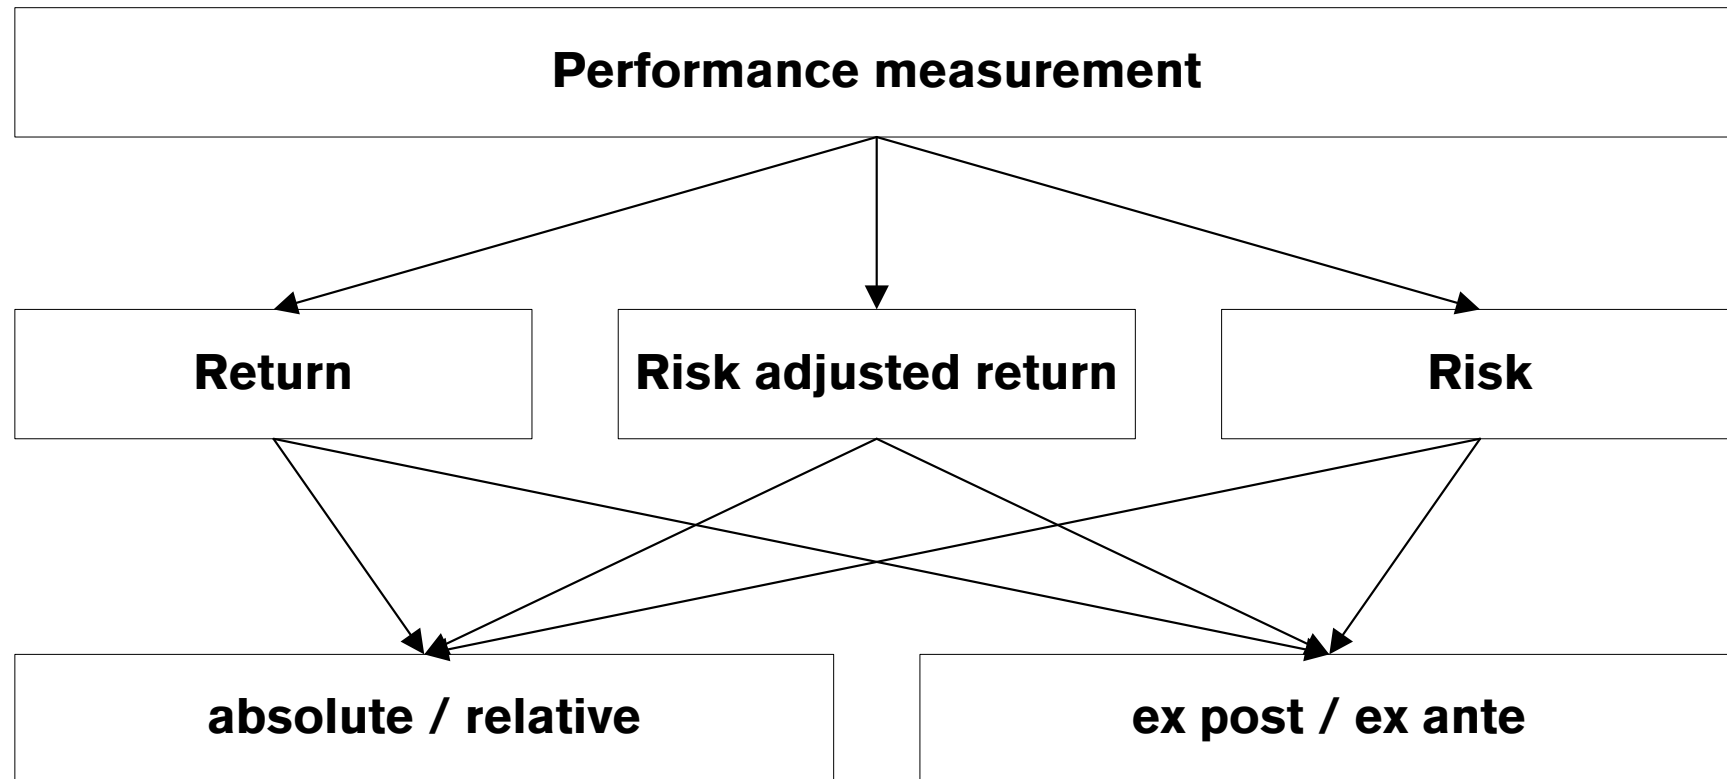 Performance measurement
Return
Risk adjusted return
Risk
absolute / relative
ex post / ex ante